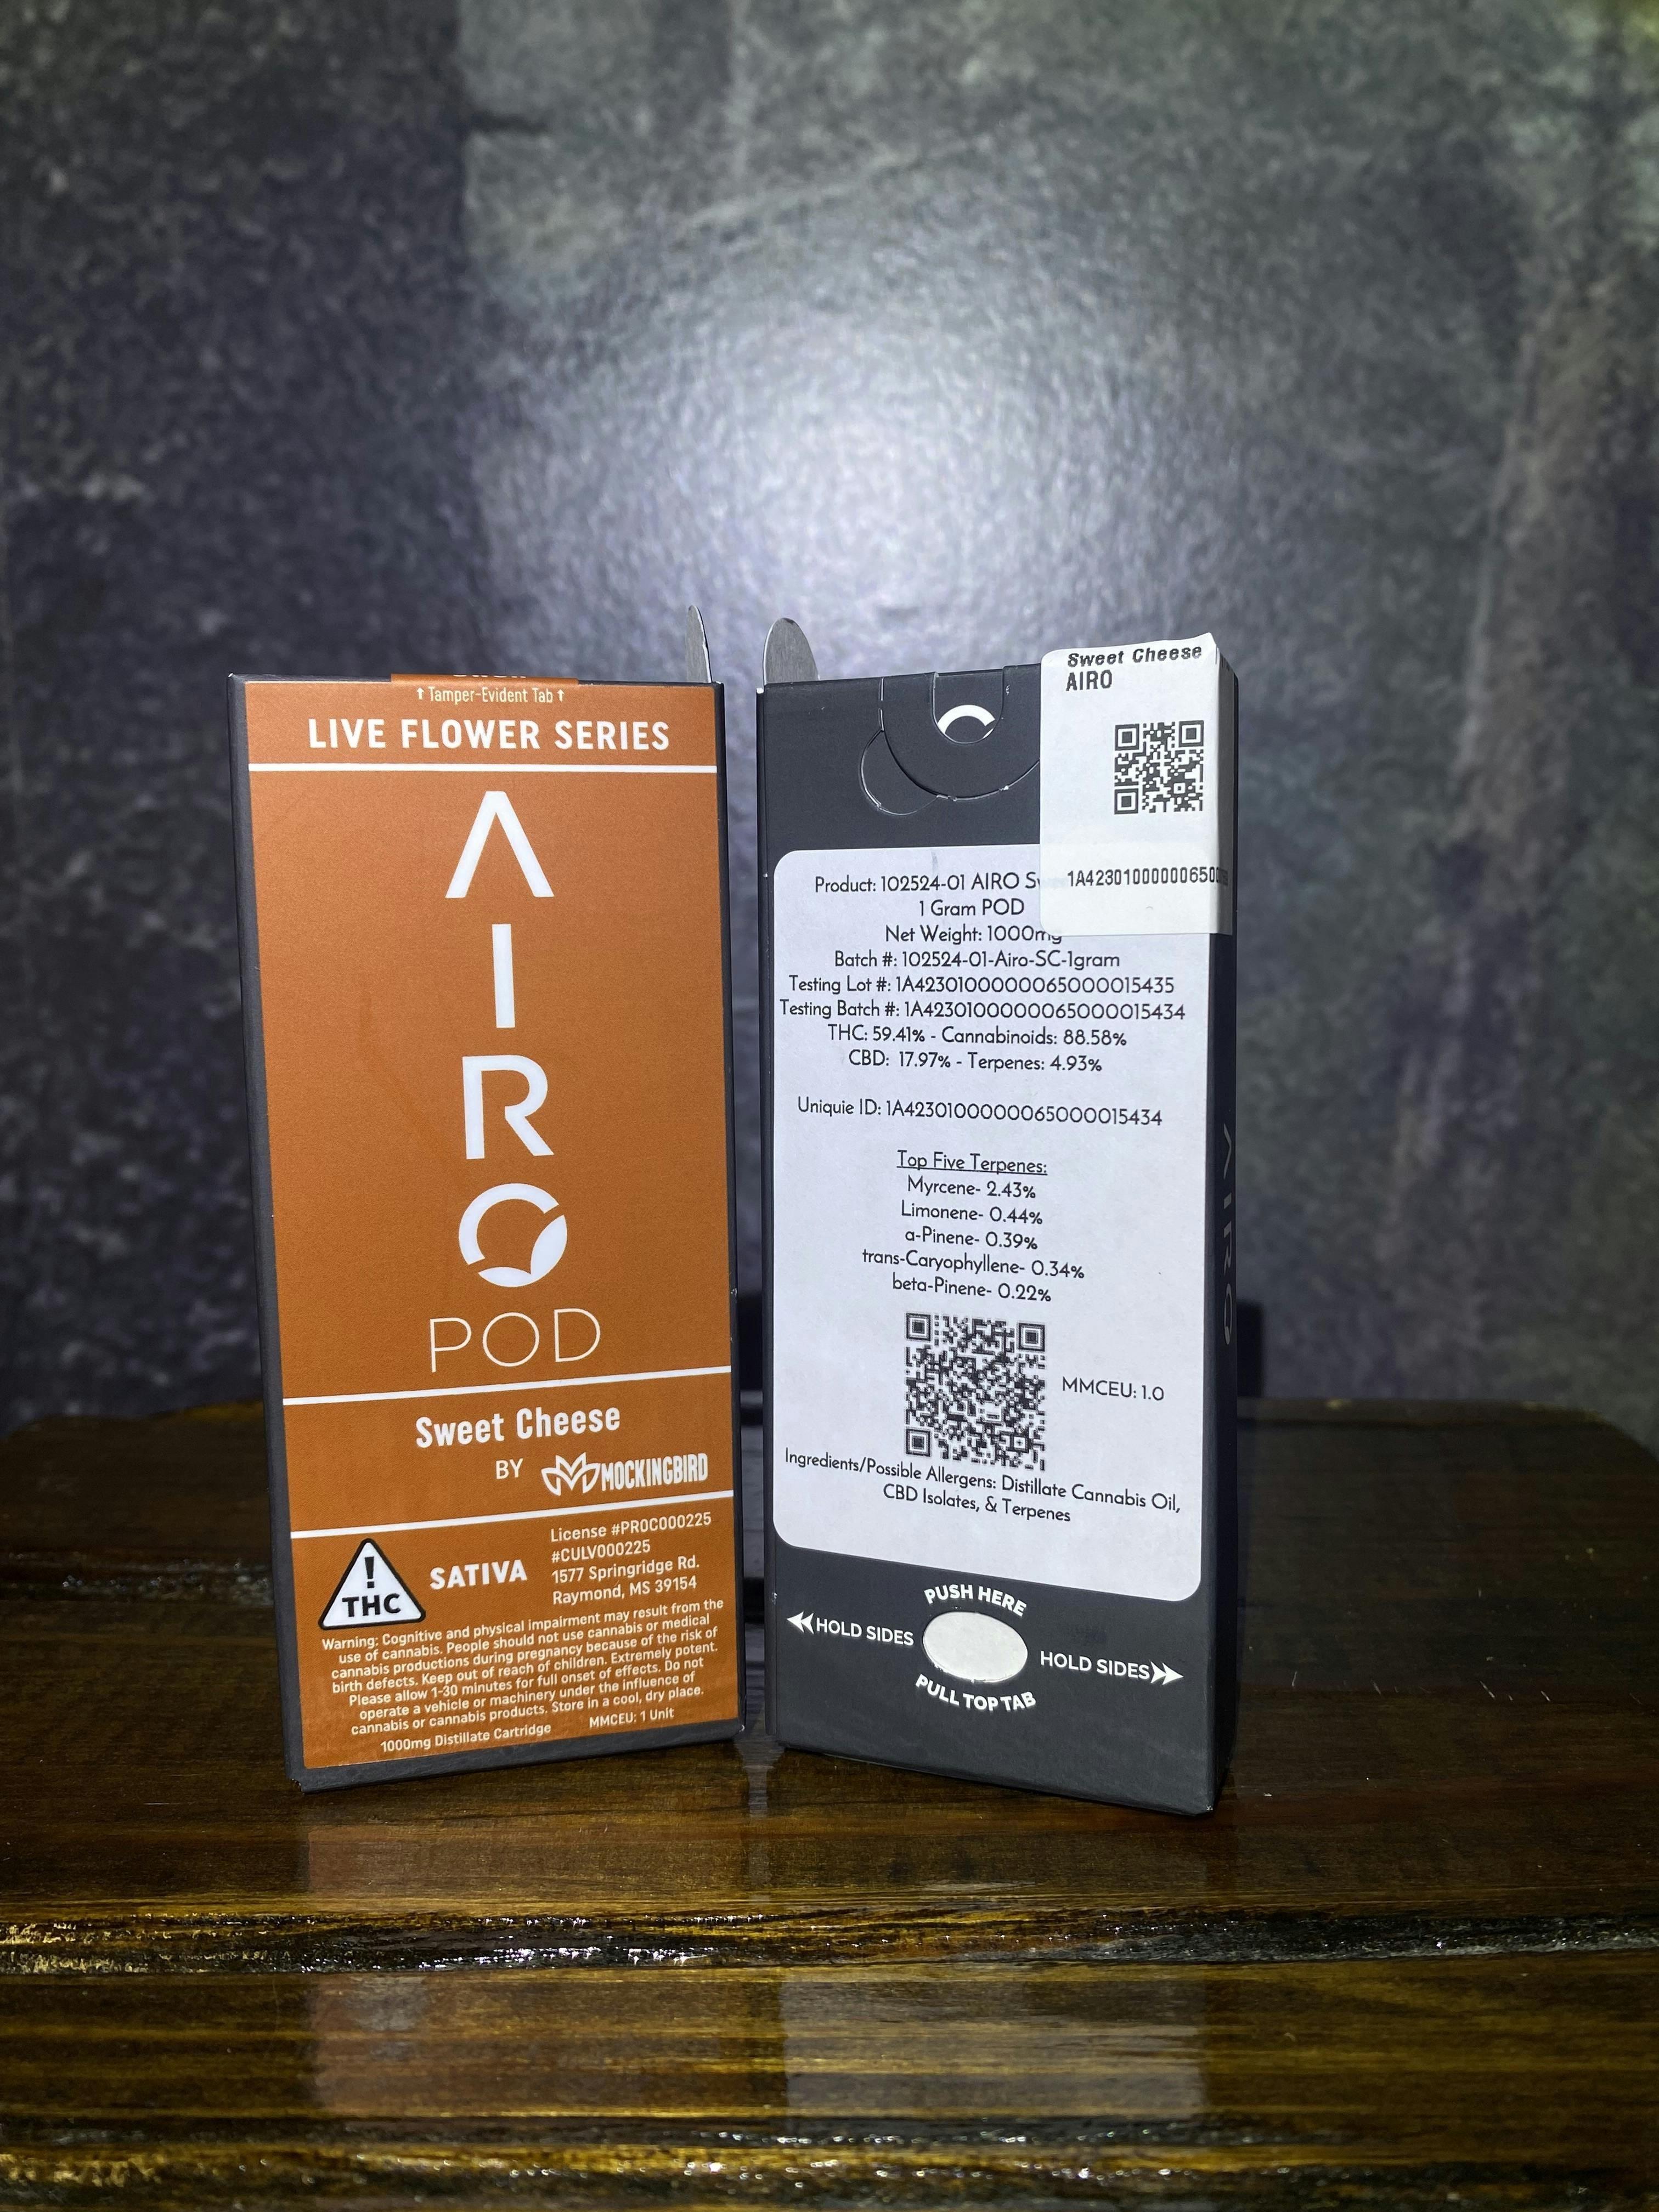 ↑ Tamper-Evident Tab ↑
LIVE FLOWER SERIES
AIRO
POD
Sweet Cheese
BY MOCKINGBIRD
! THC
SATIVA
License #PROC000225
#CULV000225
1577 Springridge Rd.
Raymond, MS 39154
Warning: Cognitive and physical impairment may result from the
use of cannabis. People should not use cannabis or medical
cannabis productions during pregnancy because of the risk of
birth defects. Keep out of reach of children. Extremely potent.
Please allow 1-30 minutes for full onset of effects. Do not
operate a vehicle or machinery under the influence of
cannabis or cannabis products. Store in a cool, dry place.
1000mg Distillate Cartridge MMCEU: 1 Unit
Sweet Cheese
AIRO
1A4230100000650
Product: 102524-01 AIRO
1 Gram POD
Net Weight: 1000mg
Batch #: 102524-01-Airo-SC-1gram
Testing Lot #: 1A4230100000065000015435
Testing Batch #: 1A4230100000065000015434
THC: 59.41% - Cannabinoids: 88.58%
CBD: 17.97% - Terpenes: 4.93%
Uniquie ID: 1A4230100000065000015434
Top Five Terpenes:
Myrcene- 2.43%
Limonene- 0.44%
a-Pinene- 0.39%
trans-Caryophyllene- 0.34%
beta-Pinene- 0.22%
MMCEU: 1.0
Ingredients/Possible Allergens: Distillate Cannabis Oil,
CBD Isolates, & Terpenes
PUSH HERE
HOLD SIDES
HOLD SIDES
PULL TOP TAB
AIRO